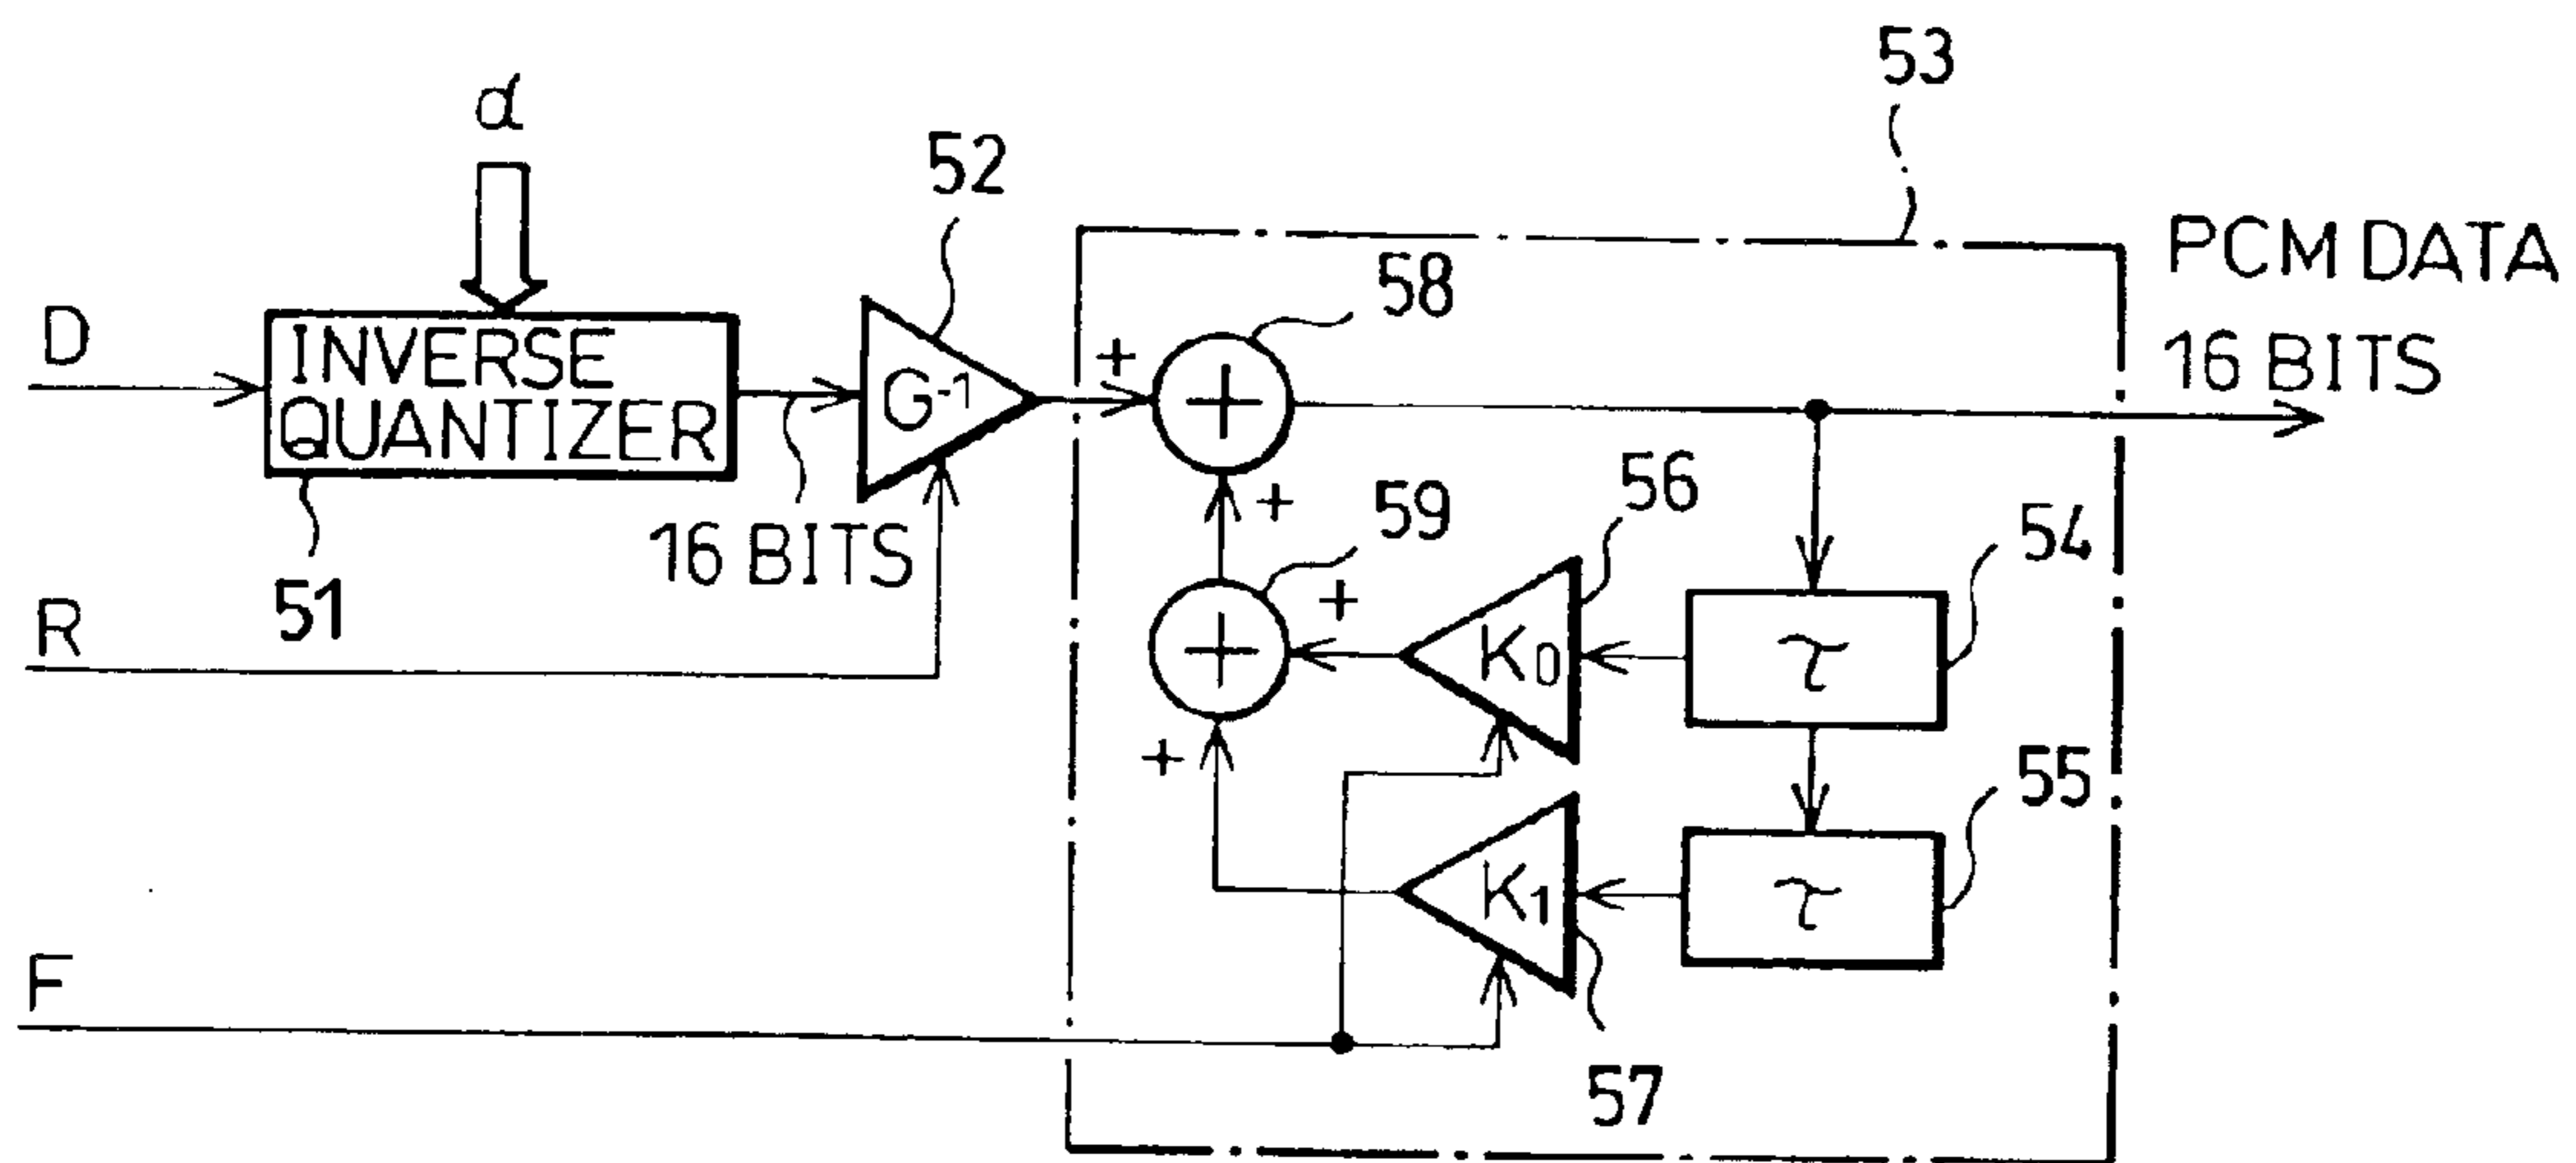 53
d
52
PCM DATA
16 BITS
58
D
INVERSE
QUANTIZER
G-1
+
+
56
59
+
54
16 BITS
51
R
+
+
K0
τ
55
+
K1
τ
F
57